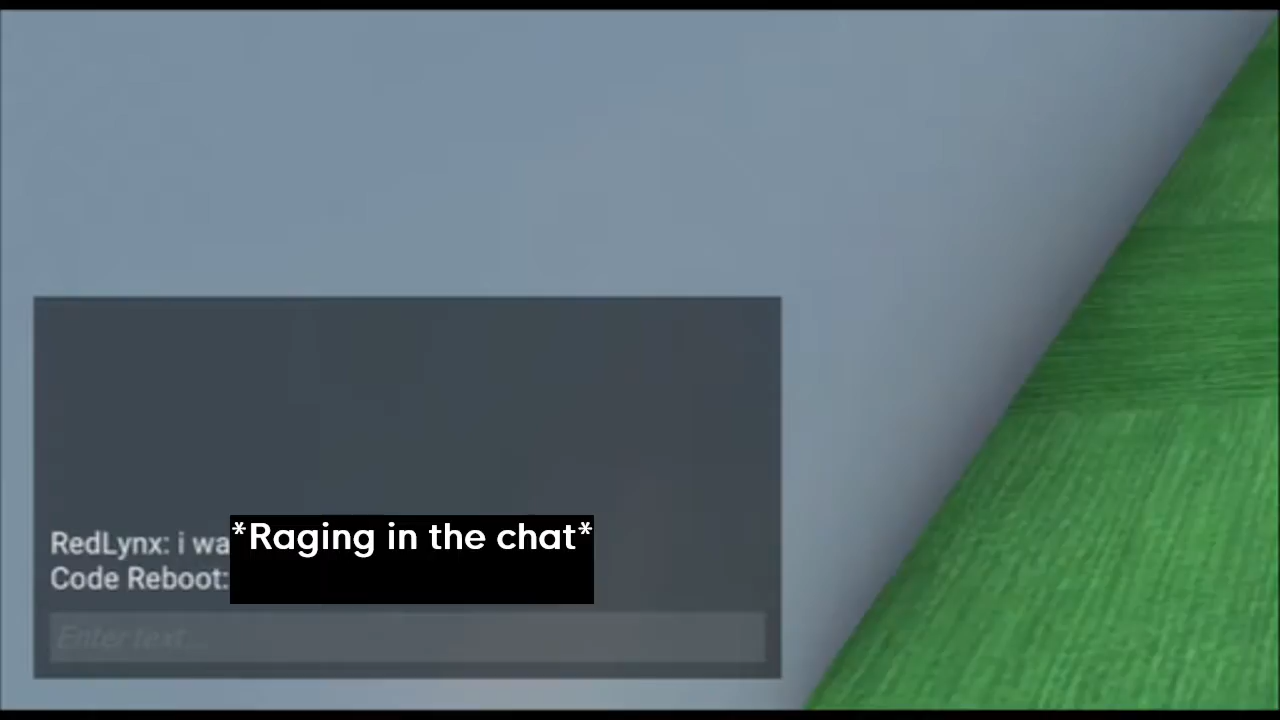 RedLynx: i wa
*Raging in the chat*
Code Reboot:
Enter text...